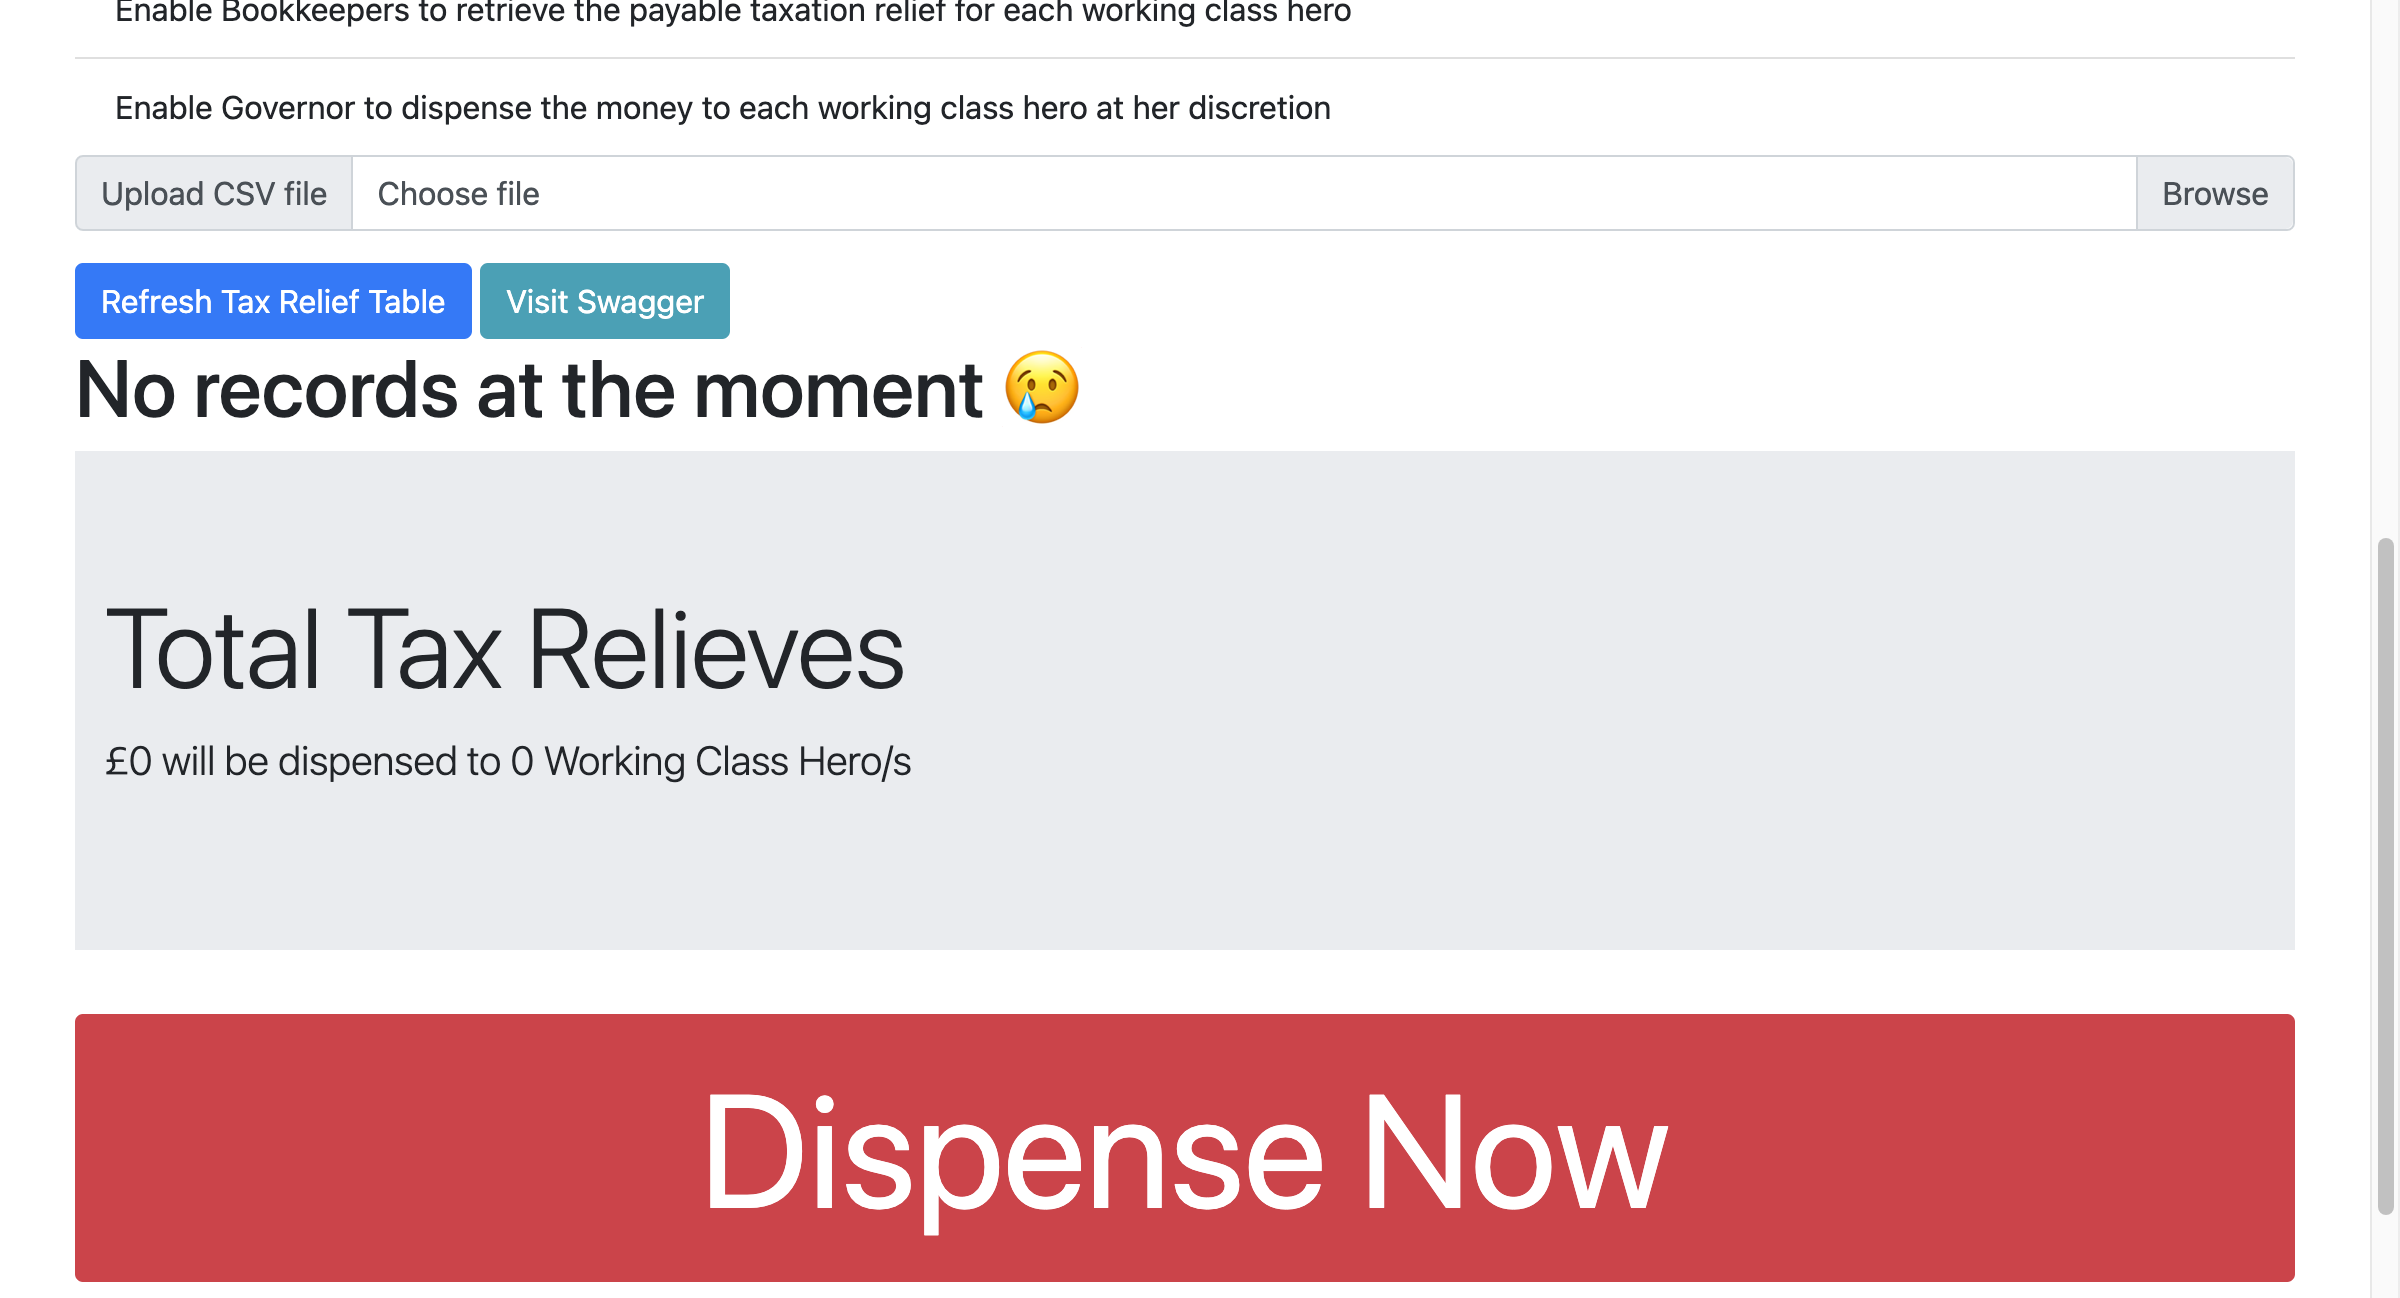 Enable Bookkeepers to retrieve the payable taxation relief for each working class hero
Enable Governor to dispense the money to each working class hero at her discretion
Upload CSV file Choose file Browse
Refresh Tax Relief Table Visit Swagger
No records at the moment 😢
Total Tax Relieves
£0 will be dispensed to 0 Working Class Hero/s
Dispense Now